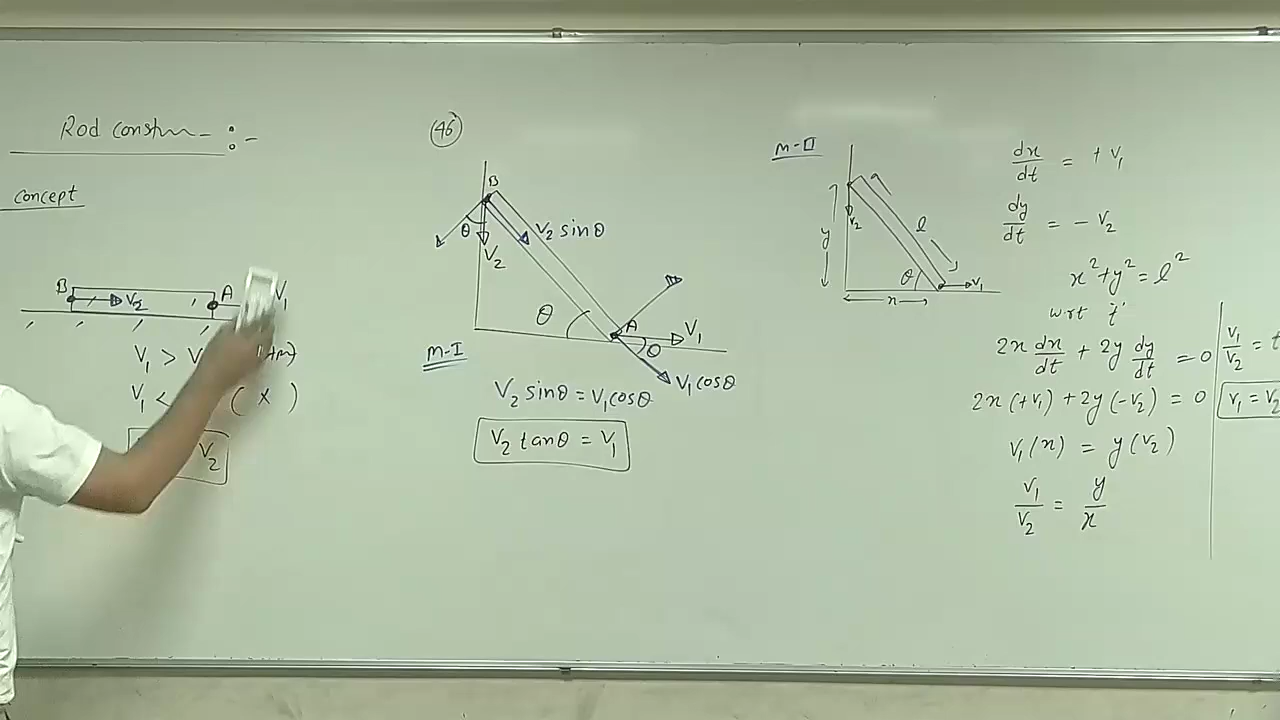 Rod constrn- :-
Concept
B V₂ A V₁
V₁ > V
V₁ < ( X )
V₂
(46)
B
θ V₂ V₂ sinθ
θ A V₁
θ V₁ cosθ
M-I
V₂ sinθ = V₁ cosθ
V₂ tanθ = V₁
M-II
y V₂ l
θ V₁
x
dx/dt = +V₁
dy/dt = -V₂
x² + y² = l²
wrt 't'
2x dx/dt + 2y dy/dt = 0
2x (+V₁) + 2y (-V₂) = 0
V₁(x) = y(V₂)
V₁/V₂ = y/x
V₁/V₂ = t
V₁ = V₂